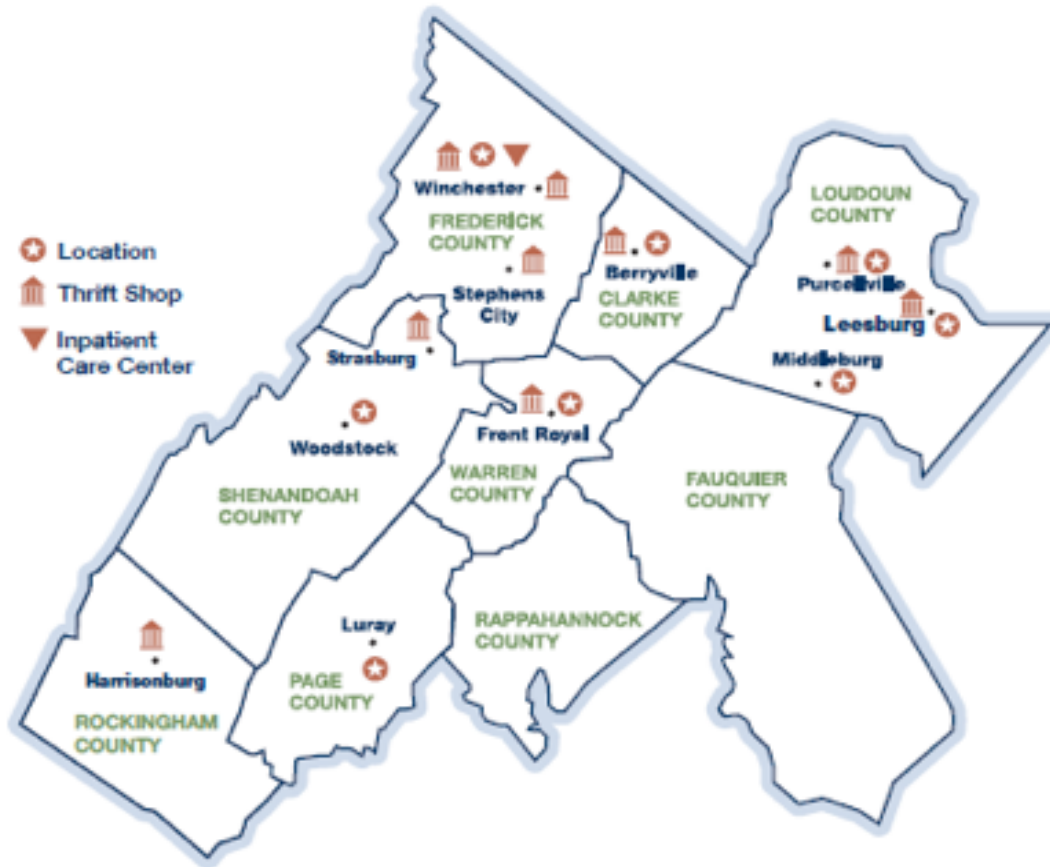 Location
Thrift Shop
Inpatient
Care Center
Winchester
FREDERICK
COUNTY
Stephens
City
Berryville
CLARKE
COUNTY
LOUDOUN
COUNTY
Purcellville
Leesburg
Middleburg
Strasburg
Woodstock
SHENANDOAH
COUNTY
Front Royal
WARREN
COUNTY
FAUQUIER
COUNTY
RAPPAHANNOCK
COUNTY
Luray
PAGE
COUNTY
Harrisonburg
ROCKINGHAM
COUNTY